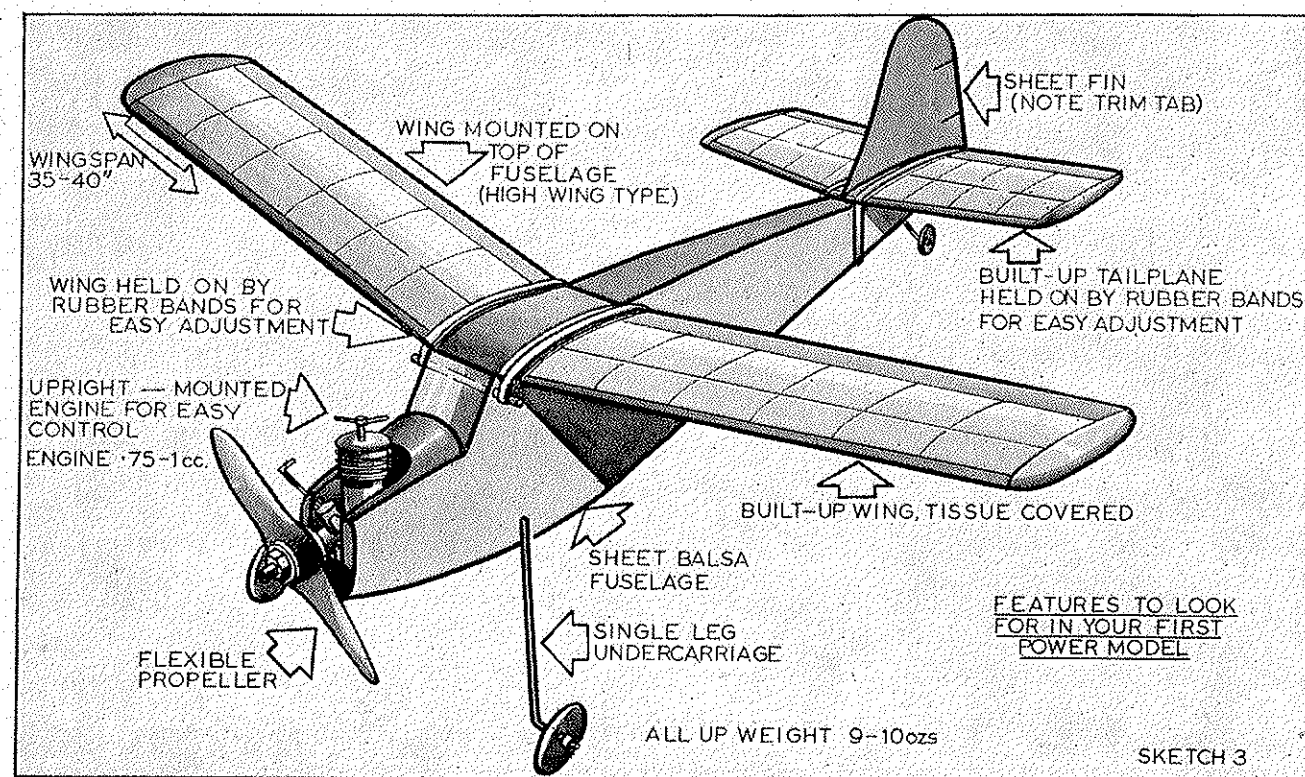 SHEET FIN
(NOTE TRIM TAB)
WING MOUNTED ON
TOP OF
FUSELAGE
(HIGH WING TYPE)
WINGSPAN
35-40"
BUILT-UP TAILPLANE
HELD ON BY RUBBER BANDS
FOR EASY ADJUSTMENT
WING HELD ON BY
RUBBER BANDS FOR
EASY ADJUSTMENT
UPRIGHT — MOUNTED
ENGINE FOR EASY
CONTROL
ENGINE ·75-1cc.
BUILT-UP WING, TISSUE COVERED
SHEET BALSA
FUSELAGE
FEATURES TO LOOK
FOR IN YOUR FIRST
POWER MODEL
SINGLE LEG
UNDERCARRIAGE
FLEXIBLE
PROPELLER
ALL UP WEIGHT 9-10ozs
SKETCH 3